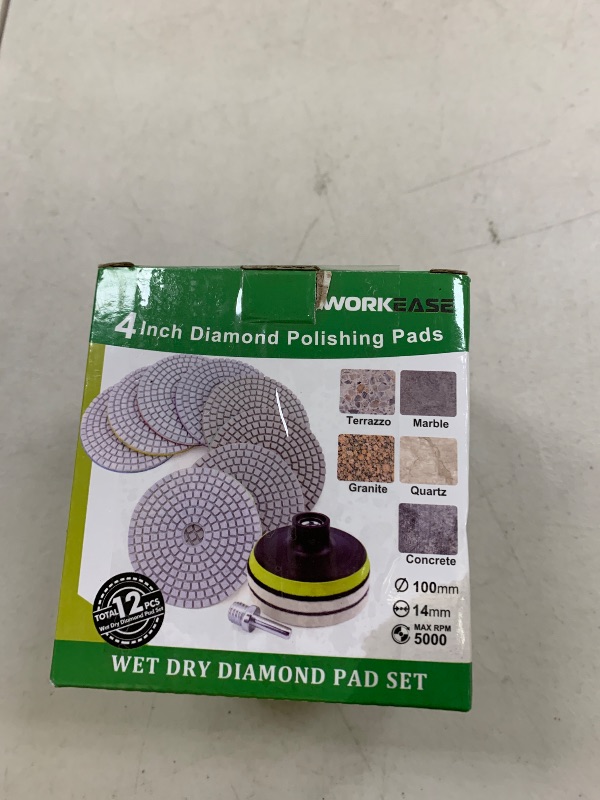 WORKEASE
4 Inch Diamond Polishing Pads
Terrazzo
Marble
Granite
Quartz
Concrete
100mm
14mm
MAX RPM
5000
TOTAL 12 PCS
Wet Dry Diamond Pad Set
WET DRY DIAMOND PAD SET